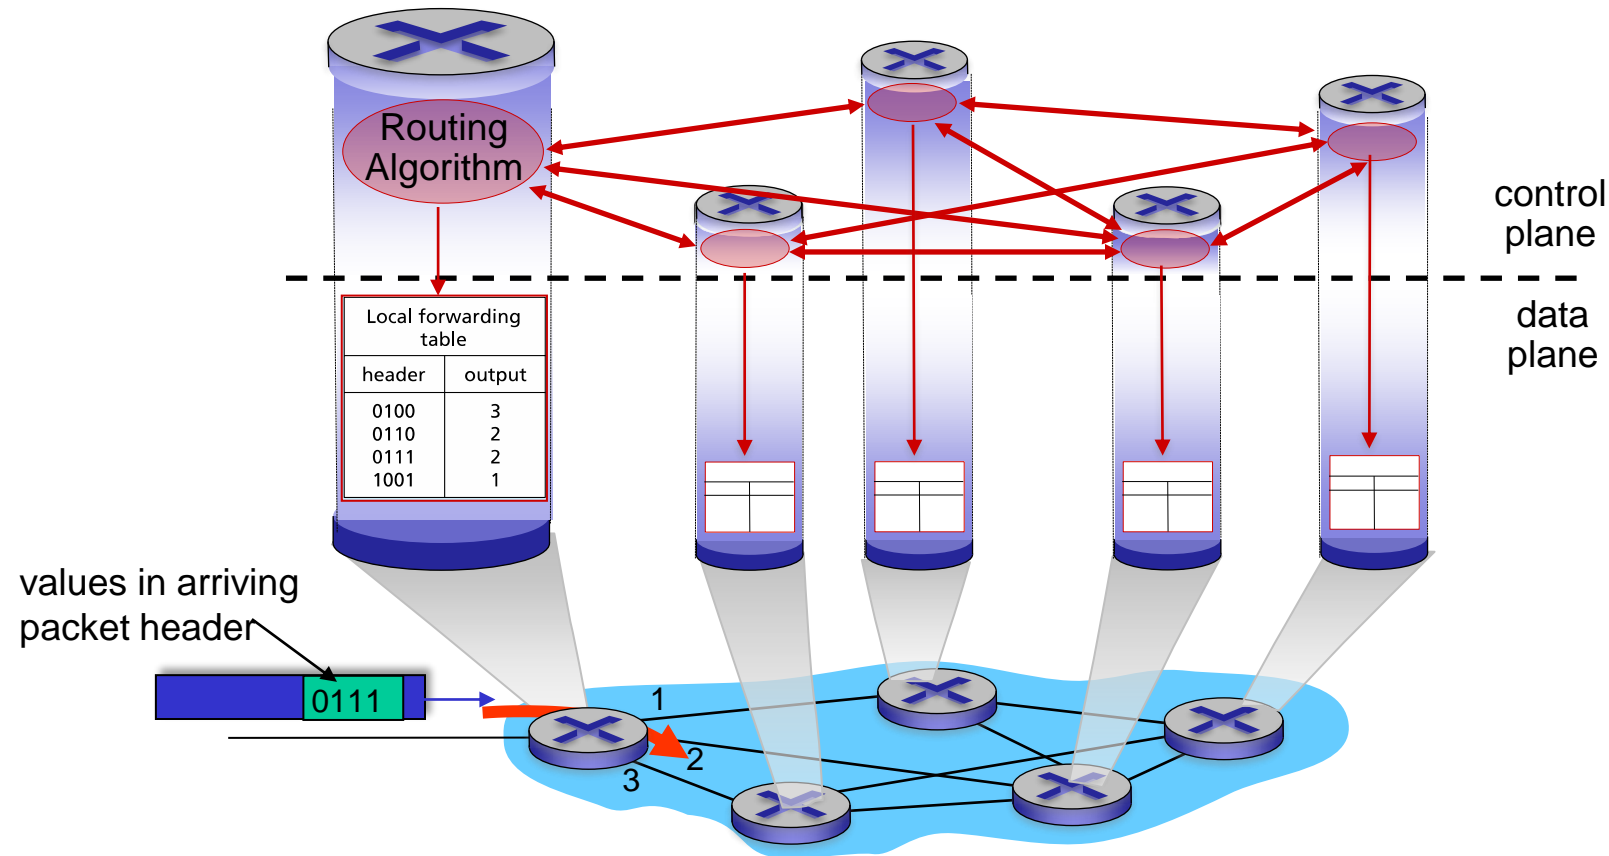 Routing
Algorithm
control
plane
data
plane
Local forwarding
table
header output
0100 3
0110 2
0111 2
1001 1
values in arriving
packet header
0111
1
2
3